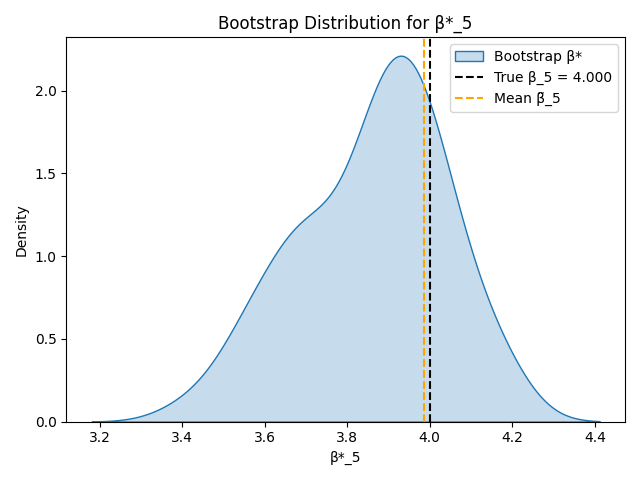 Bootstrap Distribution for β*_5
Bootstrap β*
True β_5 = 4.000
Mean β̂_5
Density
2.0
1.5
1.0
0.5
0.0
3.2 3.4 3.6 3.8 4.0 4.2 4.4
β*_5